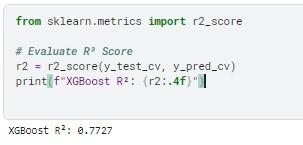 from sklearn.metrics import r2_score
# Evaluate R² Score
r2 = r2_score(y_test_cv, y_pred_cv)
print(f"XGBoost R²: {r2:.4f}")
XGBoost R²: 0.7727